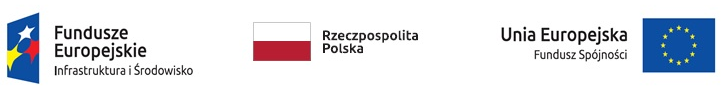 Fundusze
Europejskie
Infrastruktura i Środowisko
Rzeczpospolita
Polska
Unia Europejska
Fundusz Spójności